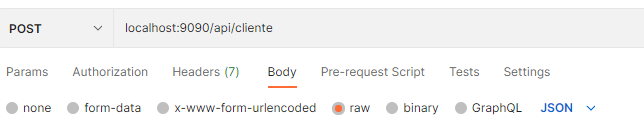 POST localhost:9090/api/cliente
Params Authorization Headers (7) Body Pre-request Script Tests Settings
none form-data x-www-form-urlencoded raw binary GraphQL JSON